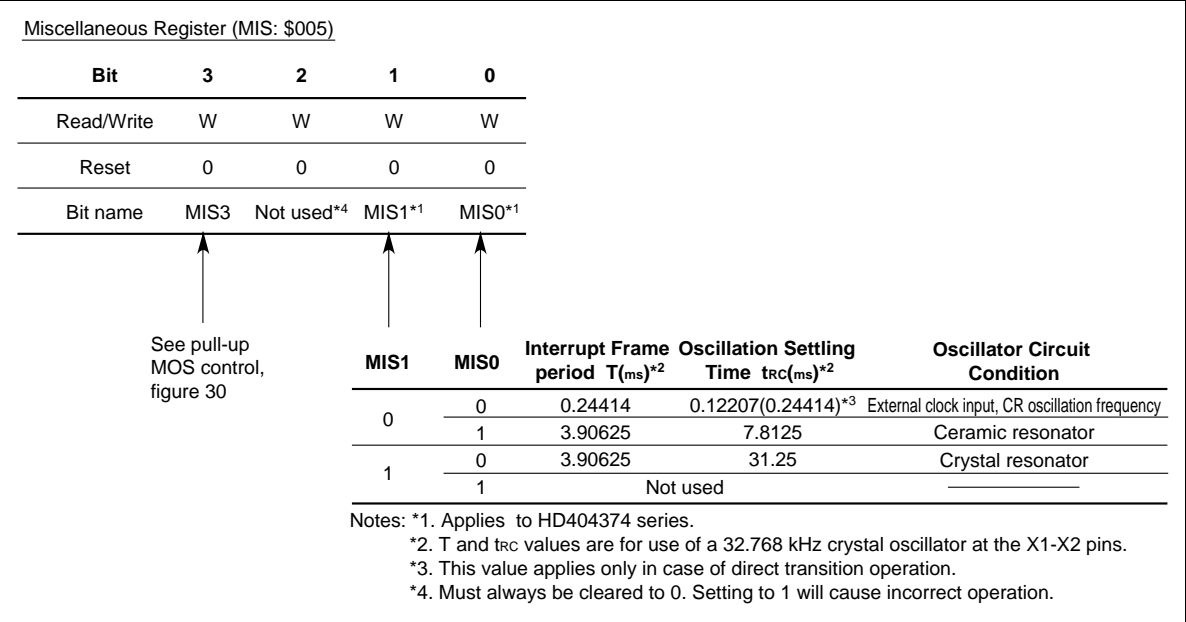 Miscellaneous Register (MIS: $005)
Bit 3 2 1 0
Read/Write W W W W
Reset 0 0 0 0
Bit name MIS3 Not used*4 MIS1*1 MIS0*1
See pull-up
MOS control,
figure 30
MIS1 MIS0 Interrupt Frame period T(ms)*2 Oscillation Settling Time tRC(ms)*2 Oscillator Circuit Condition
0 0 0.24414 0.12207(0.24414)*3 External clock input, CR oscillation frequency
1 3.90625 7.8125 Ceramic resonator
1 0 3.90625 31.25 Crystal resonator
1 Not used
Notes: *1. Applies to HD404374 series.
*2. T and tRC values are for use of a 32.768 kHz crystal oscillator at the X1-X2 pins.
*3. This value applies only in case of direct transition operation.
*4. Must always be cleared to 0. Setting to 1 will cause incorrect operation.